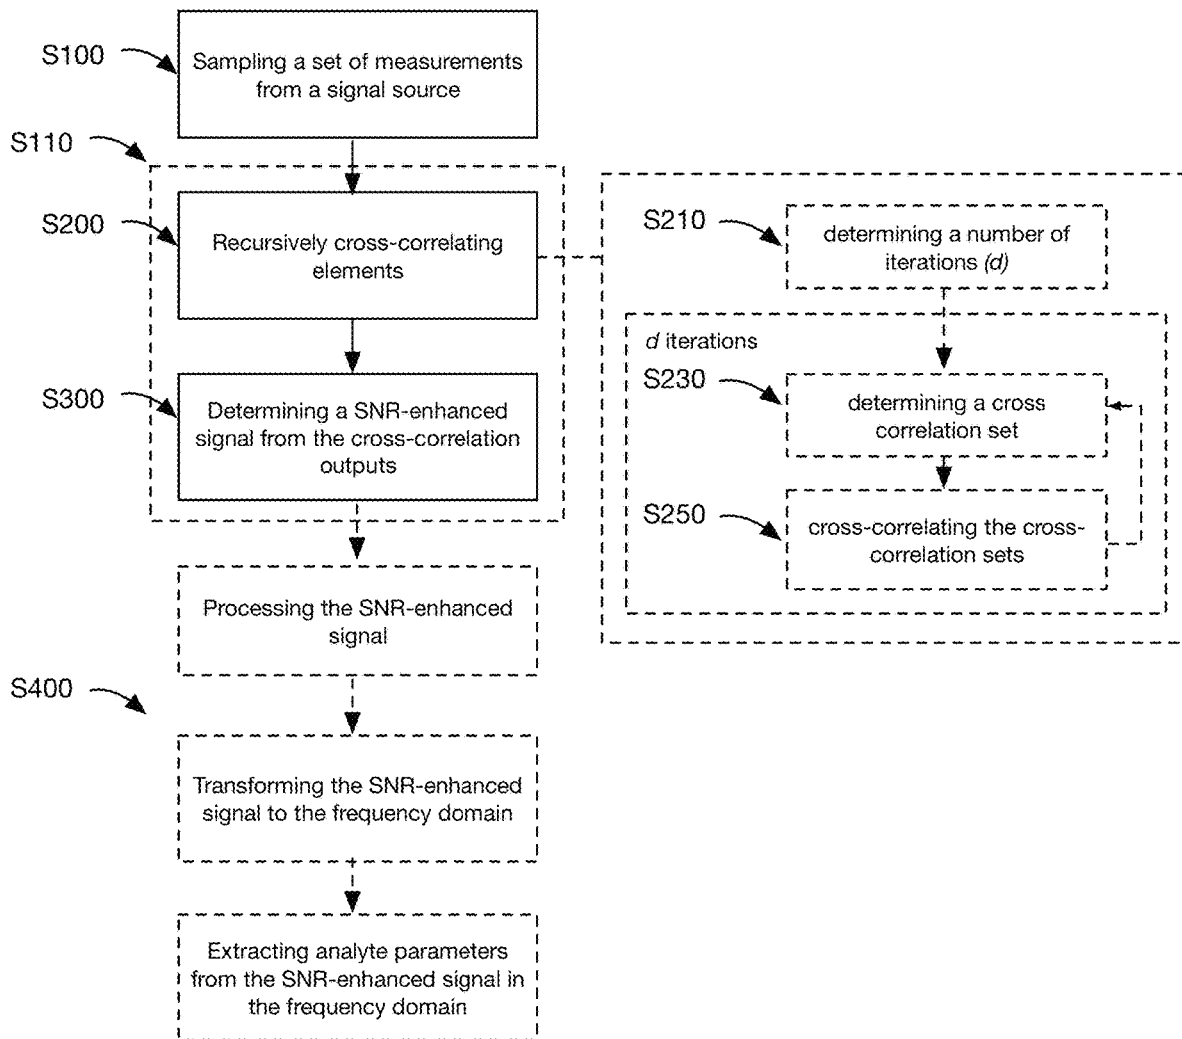 S100
Sampling a set of measurements
from a signal source
S110
S200
Recursively cross-correlating
elements
S300
Determining a SNR-enhanced
signal from the cross-correlation
outputs
Processing the SNR-enhanced
signal
S400
Transforming the SNR-enhanced
signal to the frequency domain
Extracting analyte parameters
from the SNR-enhanced signal in
the frequency domain
S210
determining a number of
iterations (d)
d iterations
S230
determining a cross
correlation set
S250
cross-correlating the cross-
correlation sets